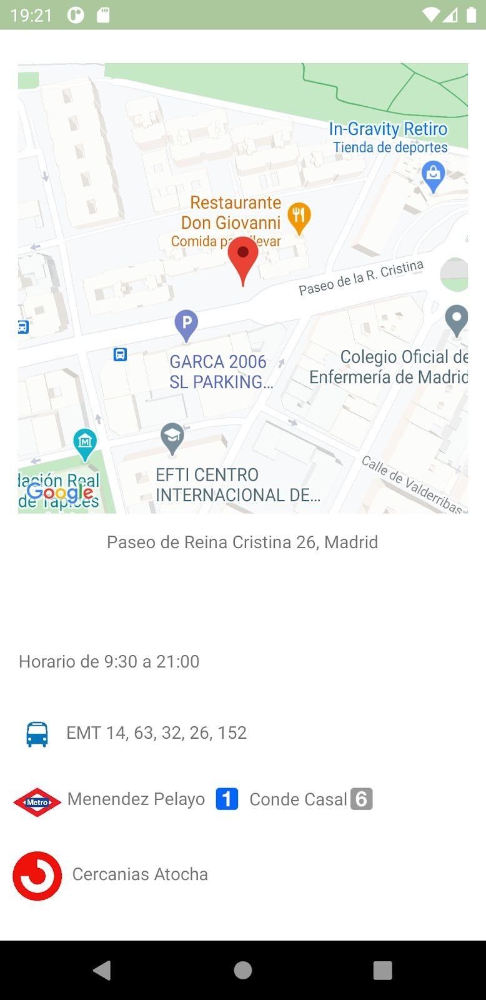 19:21
In-Gravity Retiro
Tienda de deportes
Restaurante
Don Giovanni
Comida pa llevar
Paseo de la R. Cristina
P
GARCA 2006
SL PARKING...
Colegio Oficial de
Enfermería de Madrid
M
EFTI CENTRO
INTERNACIONAL DE...
Calle de Valderribas
dación Real
de Tapices
Google
Paseo de Reina Cristina 26, Madrid
Horario de 9:30 a 21:00
EMT 14, 63, 32, 26, 152
Metro Menendez Pelayo 1 Conde Casal 6
Cercanias Atocha